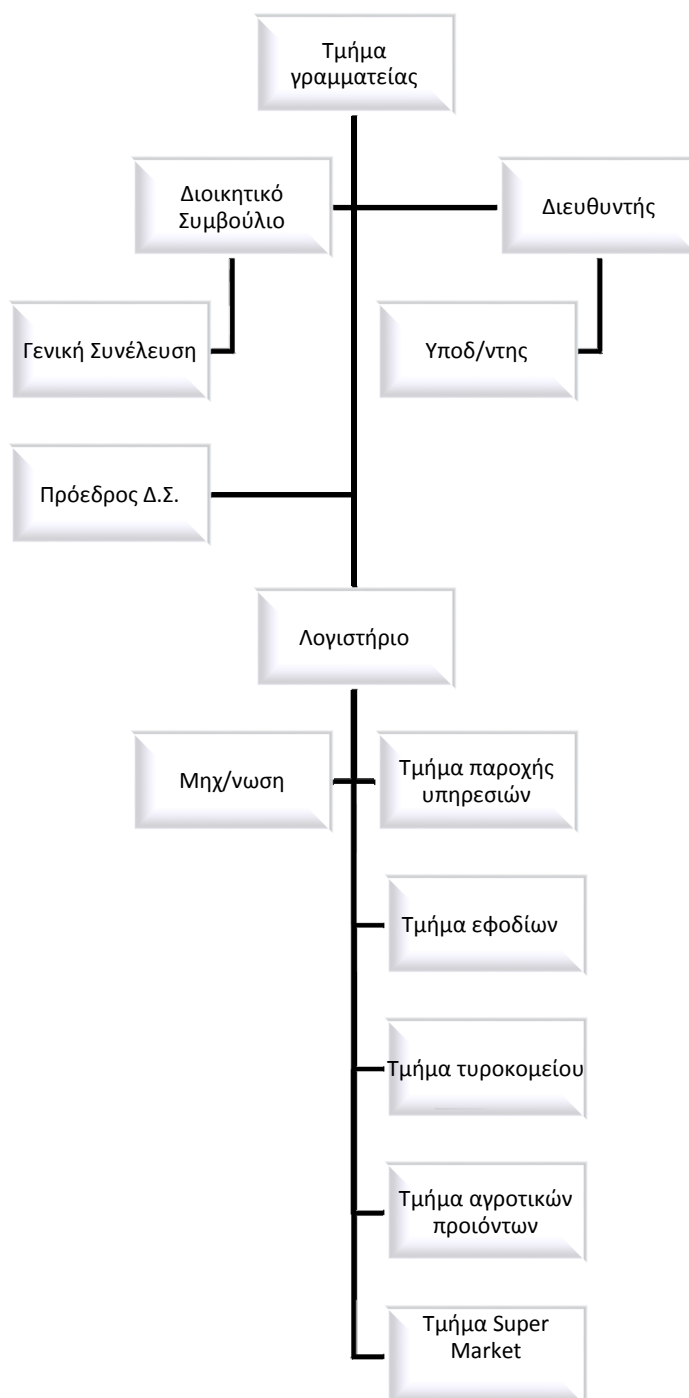 Τμήμα
γραμματείας
Διοικητικό
Συμβούλιο
Διευθυντής
Γενική Συνέλευση
Υποδ/ντης
Πρόεδρος Δ.Σ.
Λογιστήριο
Μηχ/νωση
Τμήμα παροχής
υπηρεσιών
Τμήμα εφοδίων
Τμήμα τυροκομείου
Τμήμα αγροτικών
προιόντων
Τμήμα Super
Market